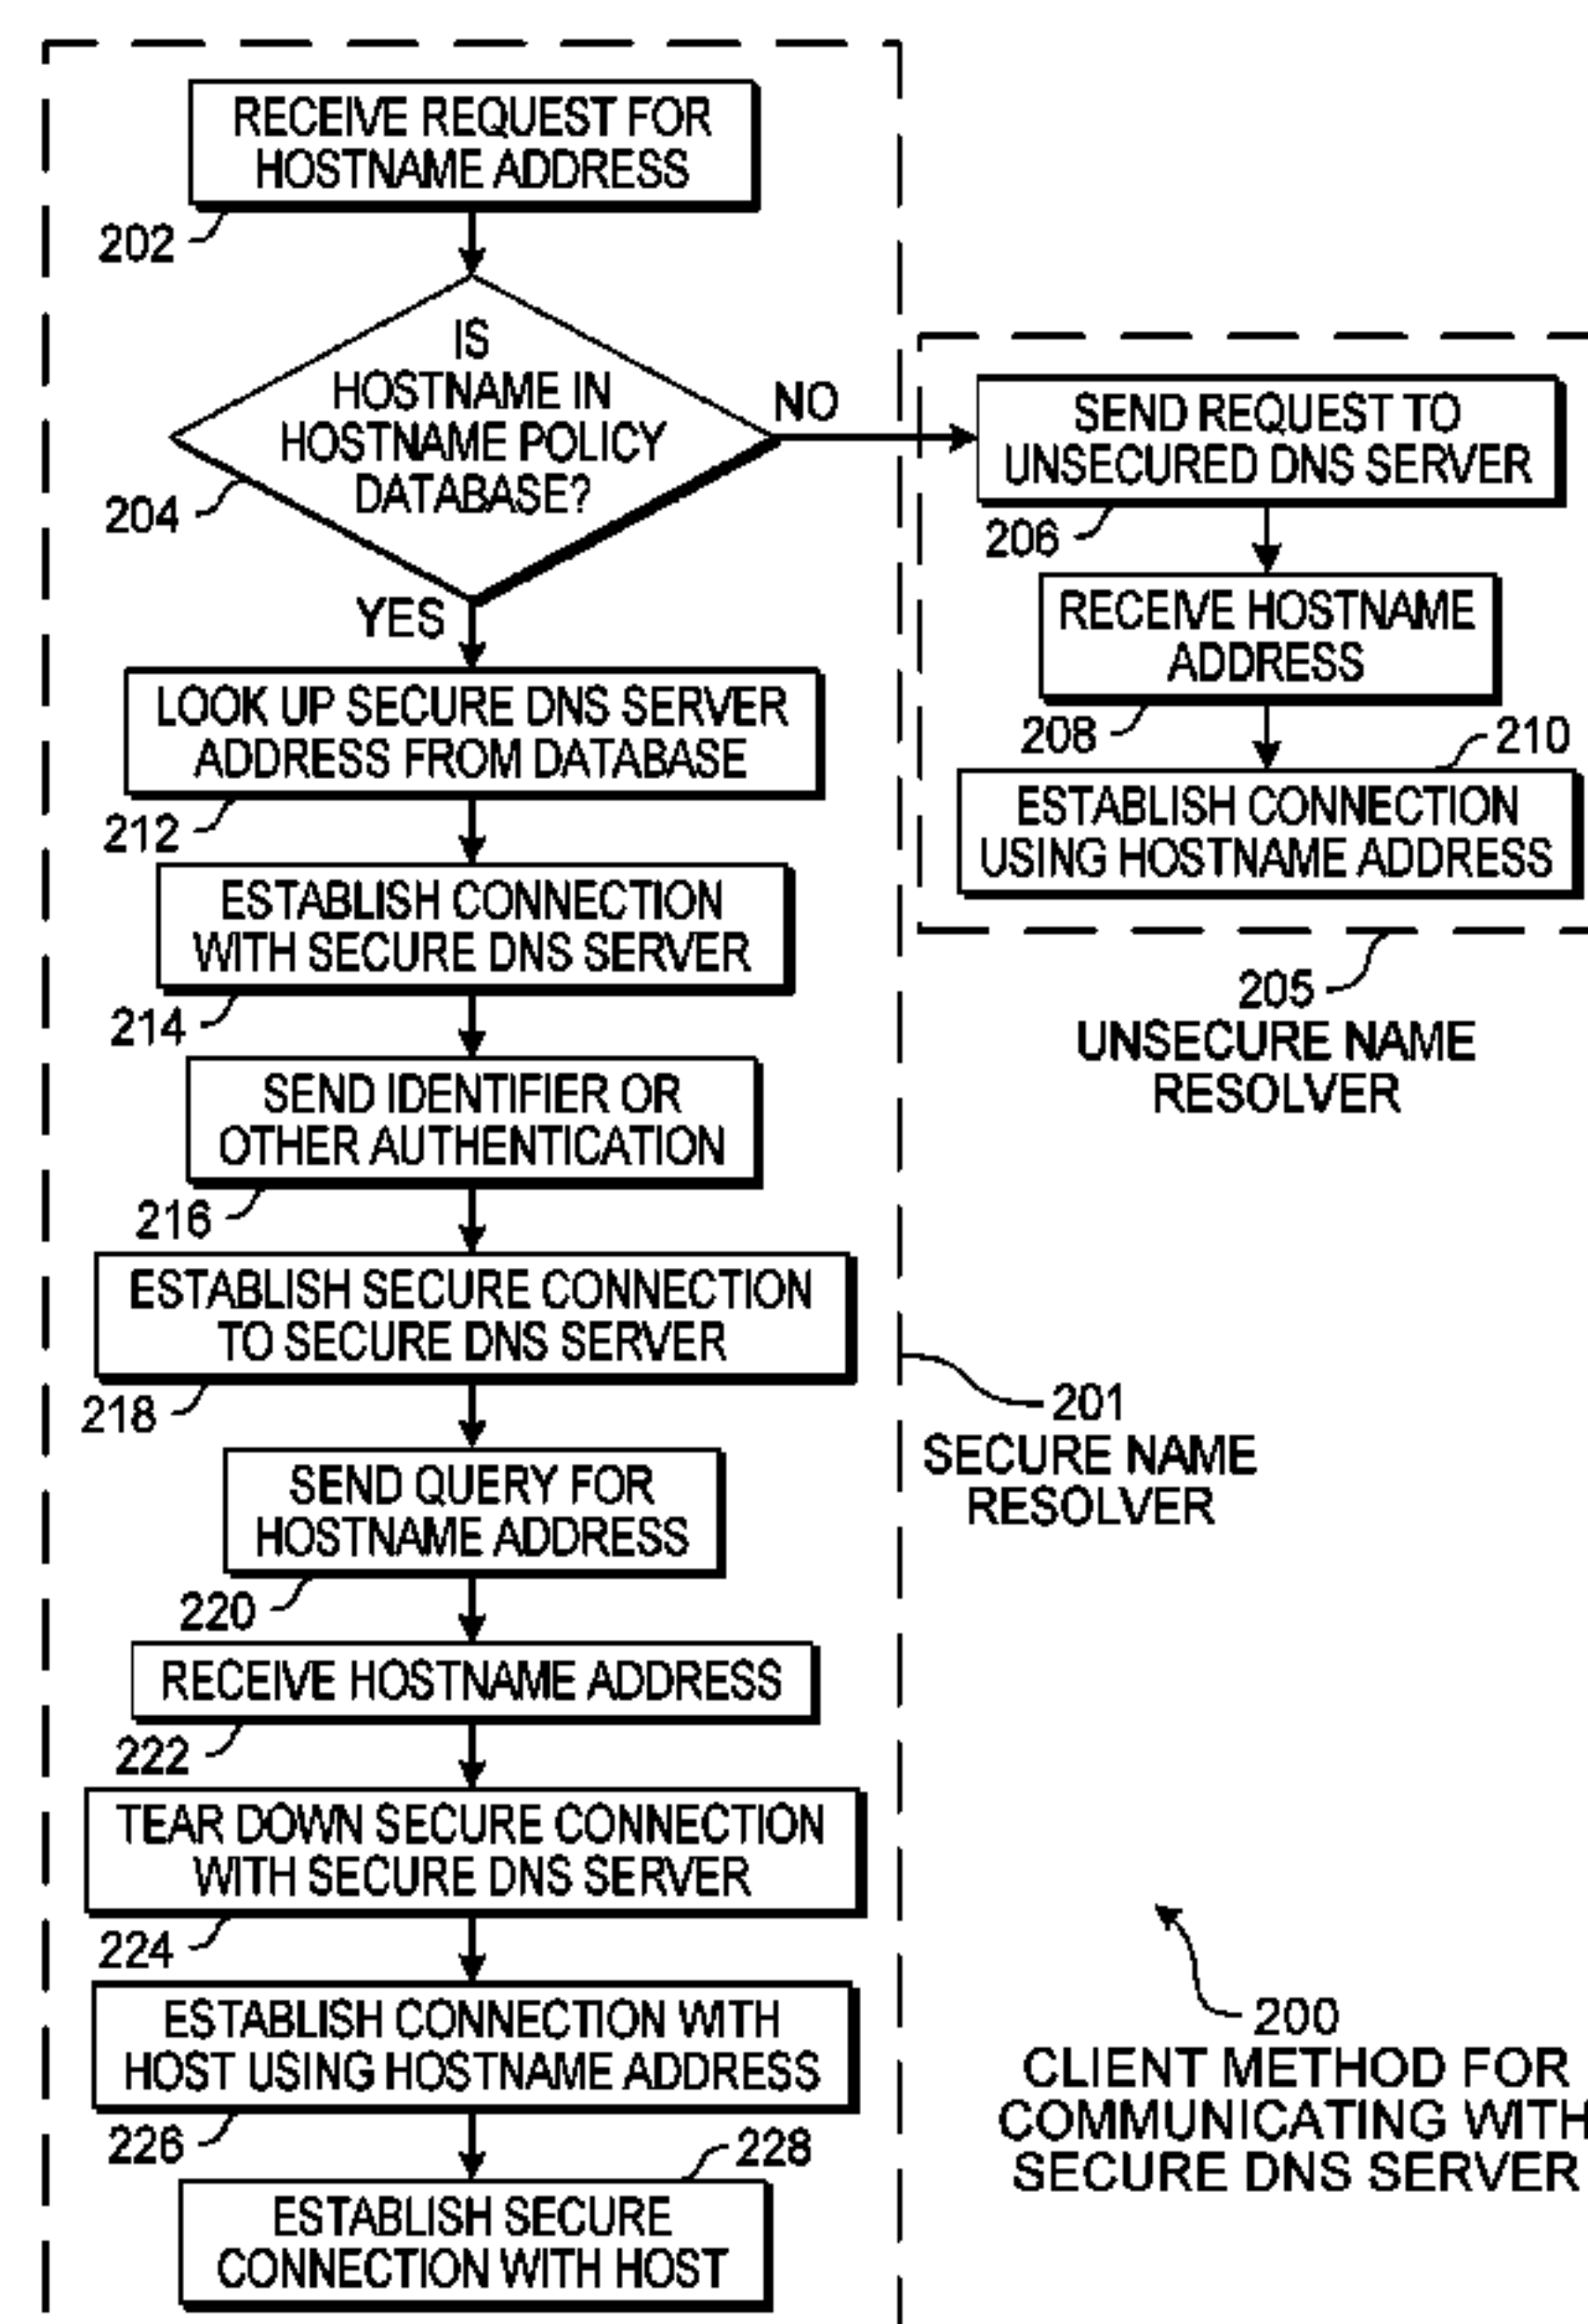 RECEIVE REQUEST FOR
HOSTNAME ADDRESS
202
IS
HOSTNAME IN
HOSTNAME POLICY
DATABASE?
204
NO
YES
SEND REQUEST TO
UNSECURED DNS SERVER
206
RECEIVE HOSTNAME
ADDRESS
208
210
ESTABLISH CONNECTION
USING HOSTNAME ADDRESS
205
UNSECURE NAME
RESOLVER
LOOK UP SECURE DNS SERVER
ADDRESS FROM DATABASE
212
ESTABLISH CONNECTION
WITH SECURE DNS SERVER
214
SEND IDENTIFIER OR
OTHER AUTHENTICATION
216
ESTABLISH SECURE CONNECTION
TO SECURE DNS SERVER
218
201
SECURE NAME
RESOLVER
SEND QUERY FOR
HOSTNAME ADDRESS
220
RECEIVE HOSTNAME ADDRESS
222
TEAR DOWN SECURE CONNECTION
WITH SECURE DNS SERVER
224
ESTABLISH CONNECTION WITH
HOST USING HOSTNAME ADDRESS
226
228
ESTABLISH SECURE
CONNECTION WITH HOST
200
CLIENT METHOD FOR
COMMUNICATING WITH
SECURE DNS SERVER